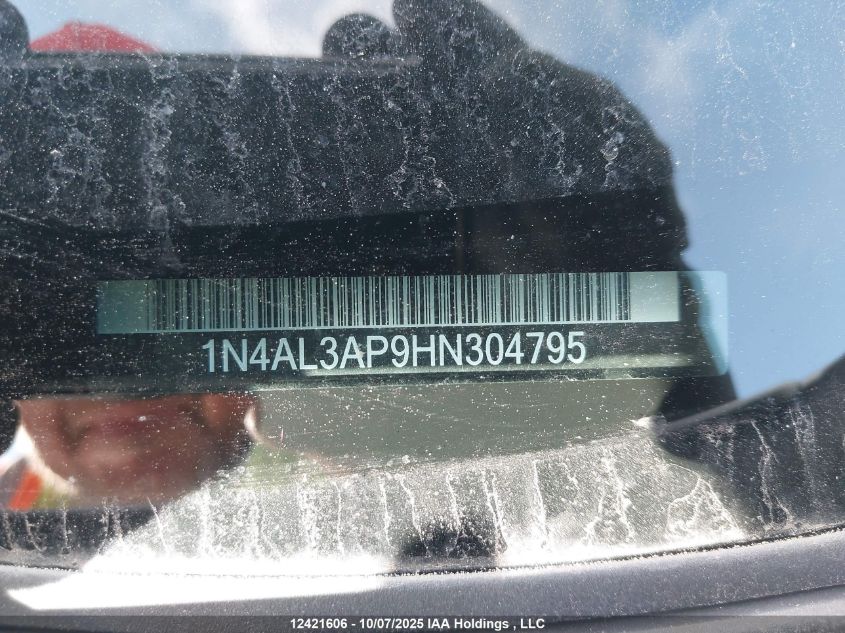 1N4AL3AP9HN304795
12421606 - 10/07/2025 IAA Holdings , LLC